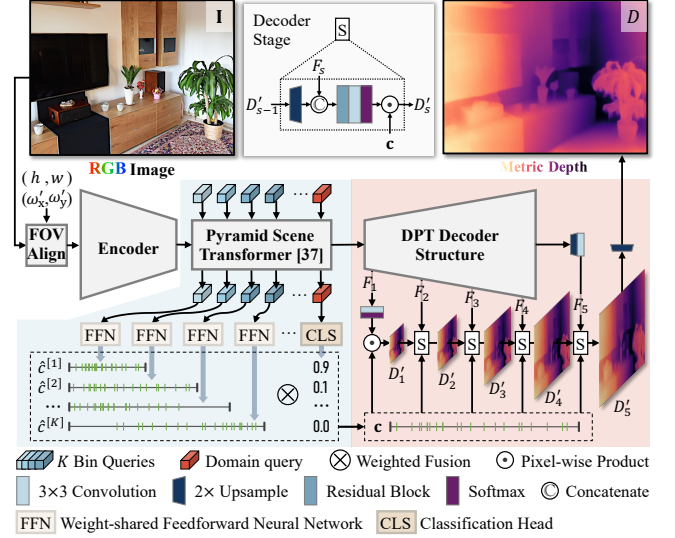 I
Decoder
Stage
S
F_s
D'_{s-1}
D'_s
c
D
RGB Image
Metric Depth
(h, w)
(ω'_x, ω'_y)
FOV
Align
Encoder
...
Pyramid Scene
Transformer [37]
DPT Decoder
Structure
...
F_1
F_2
F_3
F_4
F_5
FFN
FFN
FFN
FFN
...
CLS
S
S
S
S
D'_1
D'_2
D'_3
D'_4
D'_5
ĉ^{[1]}
0.9
ĉ^{[2]}
0.1
...
...
ĉ^{[K]}
0.0
c
K Bin Queries
Domain query
Weighted Fusion
Pixel-wise Product
3×3 Convolution
2× Upsample
Residual Block
Softmax
Concatenate
FFN Weight-shared Feedforward Neural Network
CLS Classification Head